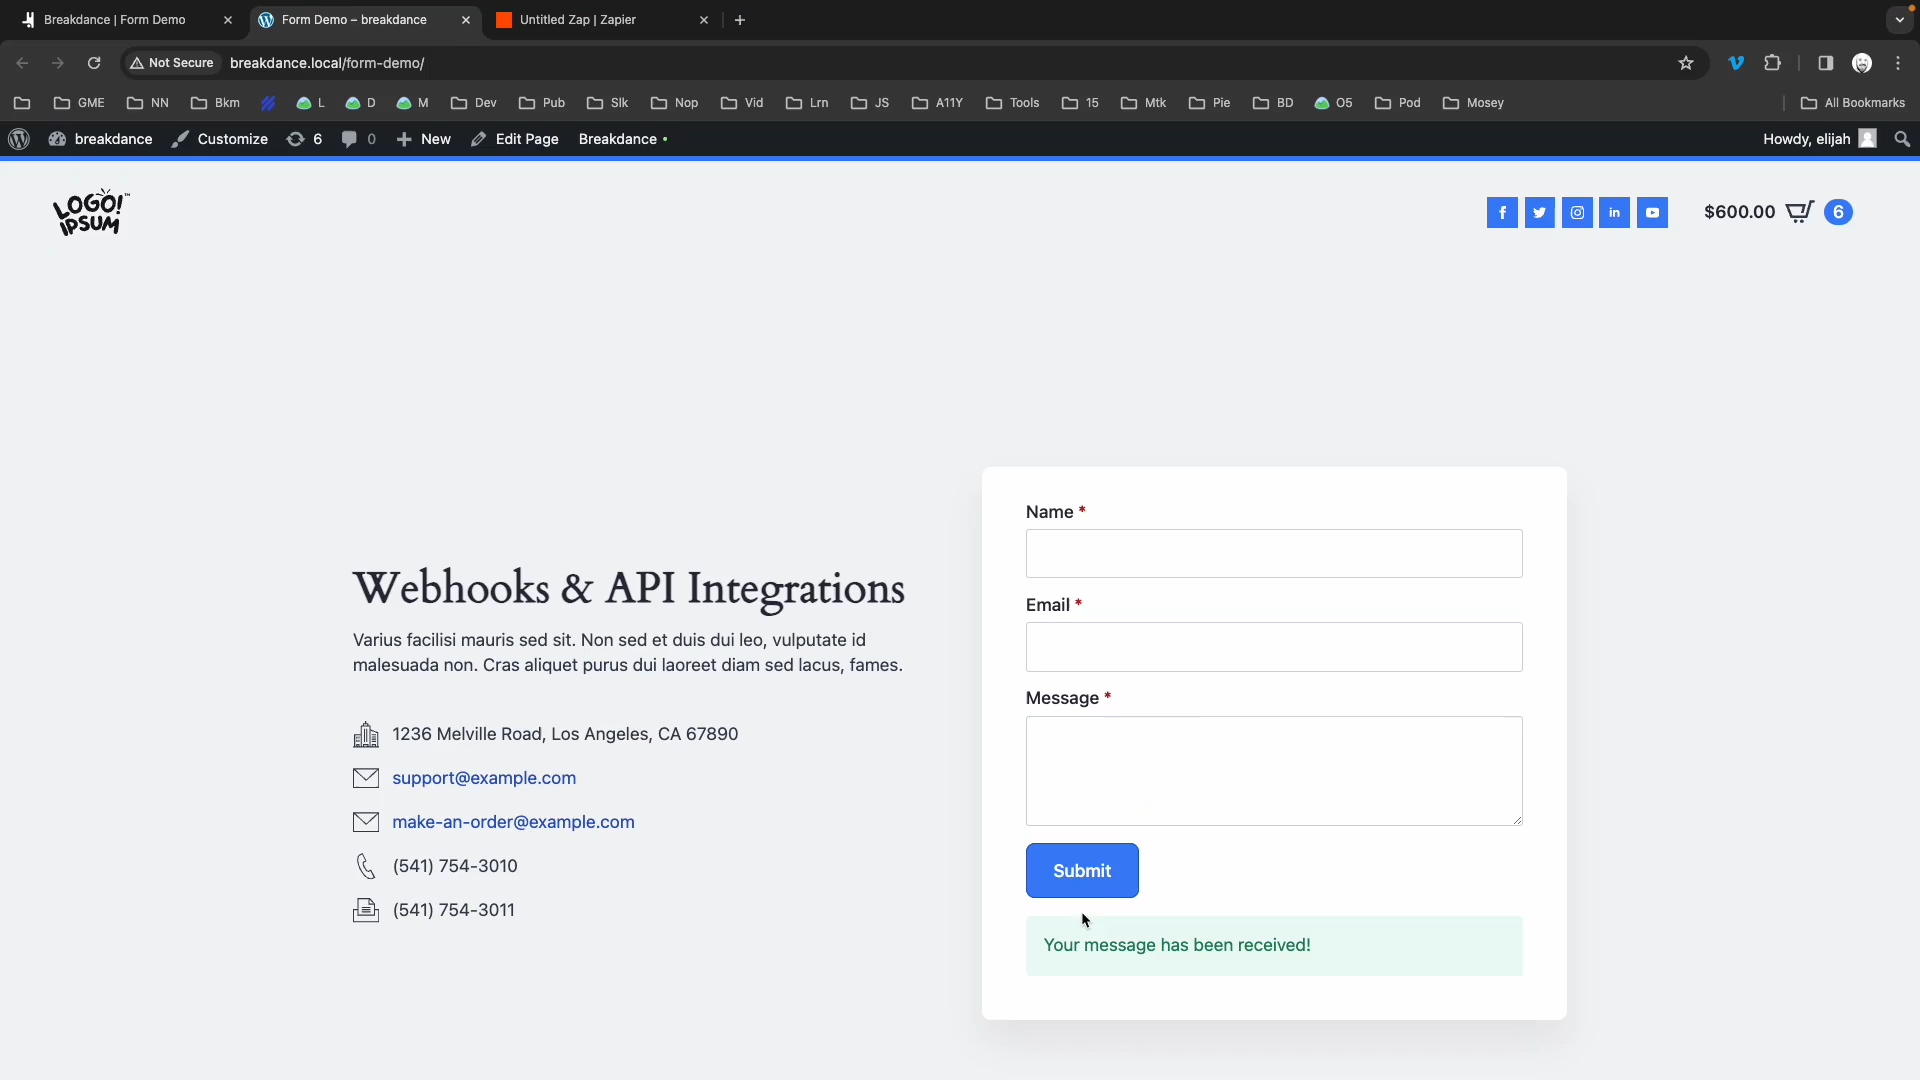 Breakdance | Form Demo
Form Demo – breakdance
Untitled Zap | Zapier
Not Secure
breakdance.local/form-demo/
GME
NN
Bkm
L
D
M
Dev
Pub
Slk
Nop
Vid
Lrn
JS
A11Y
Tools
15
Mtk
Pie
BD
O5
Pod
Mosey
All Bookmarks
breakdance
Customize
6
0
New
Edit Page
Breakdance
Howdy, elijah
LOGO!™
IPSUM
$600.00
6
Name *
Email *
Message *
Submit
Your message has been received!
Webhooks & API Integrations
Varius facilisi mauris sed sit. Non sed et duis dui leo, vulputate id
malesuada non. Cras aliquet purus dui laoreet diam sed lacus, fames.
1236 Melville Road, Los Angeles, CA 67890
support@example.com
make-an-order@example.com
(541) 754-3010
(541) 754-3011